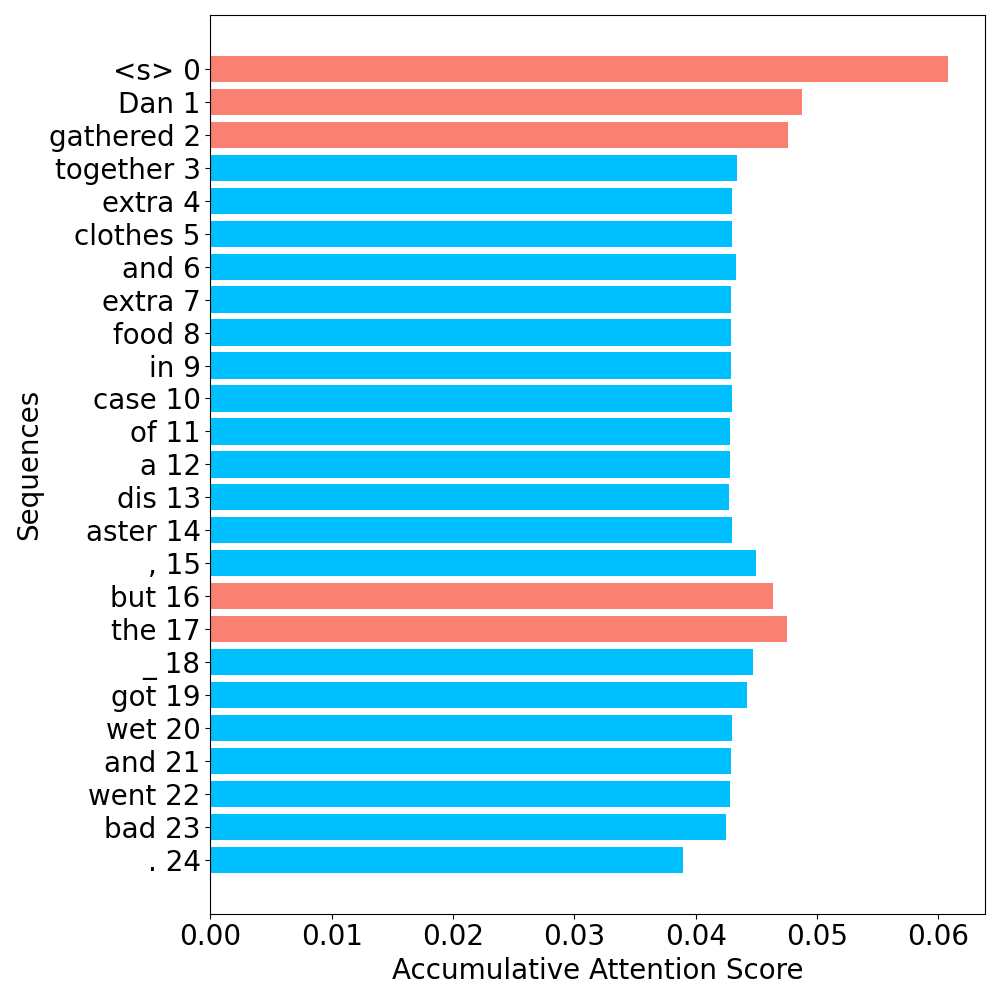 <s> 0
Dan 1
gathered 2
together 3
extra 4
clothes 5
and 6
extra 7
food 8
in 9
case 10
of 11
a 12
dis 13
aster 14
, 15
but 16
the 17
_ 18
got 19
wet 20
and 21
went 22
bad 23
. 24
Sequences
0.00 0.01 0.02 0.03 0.04 0.05 0.06
Accumulative Attention Score